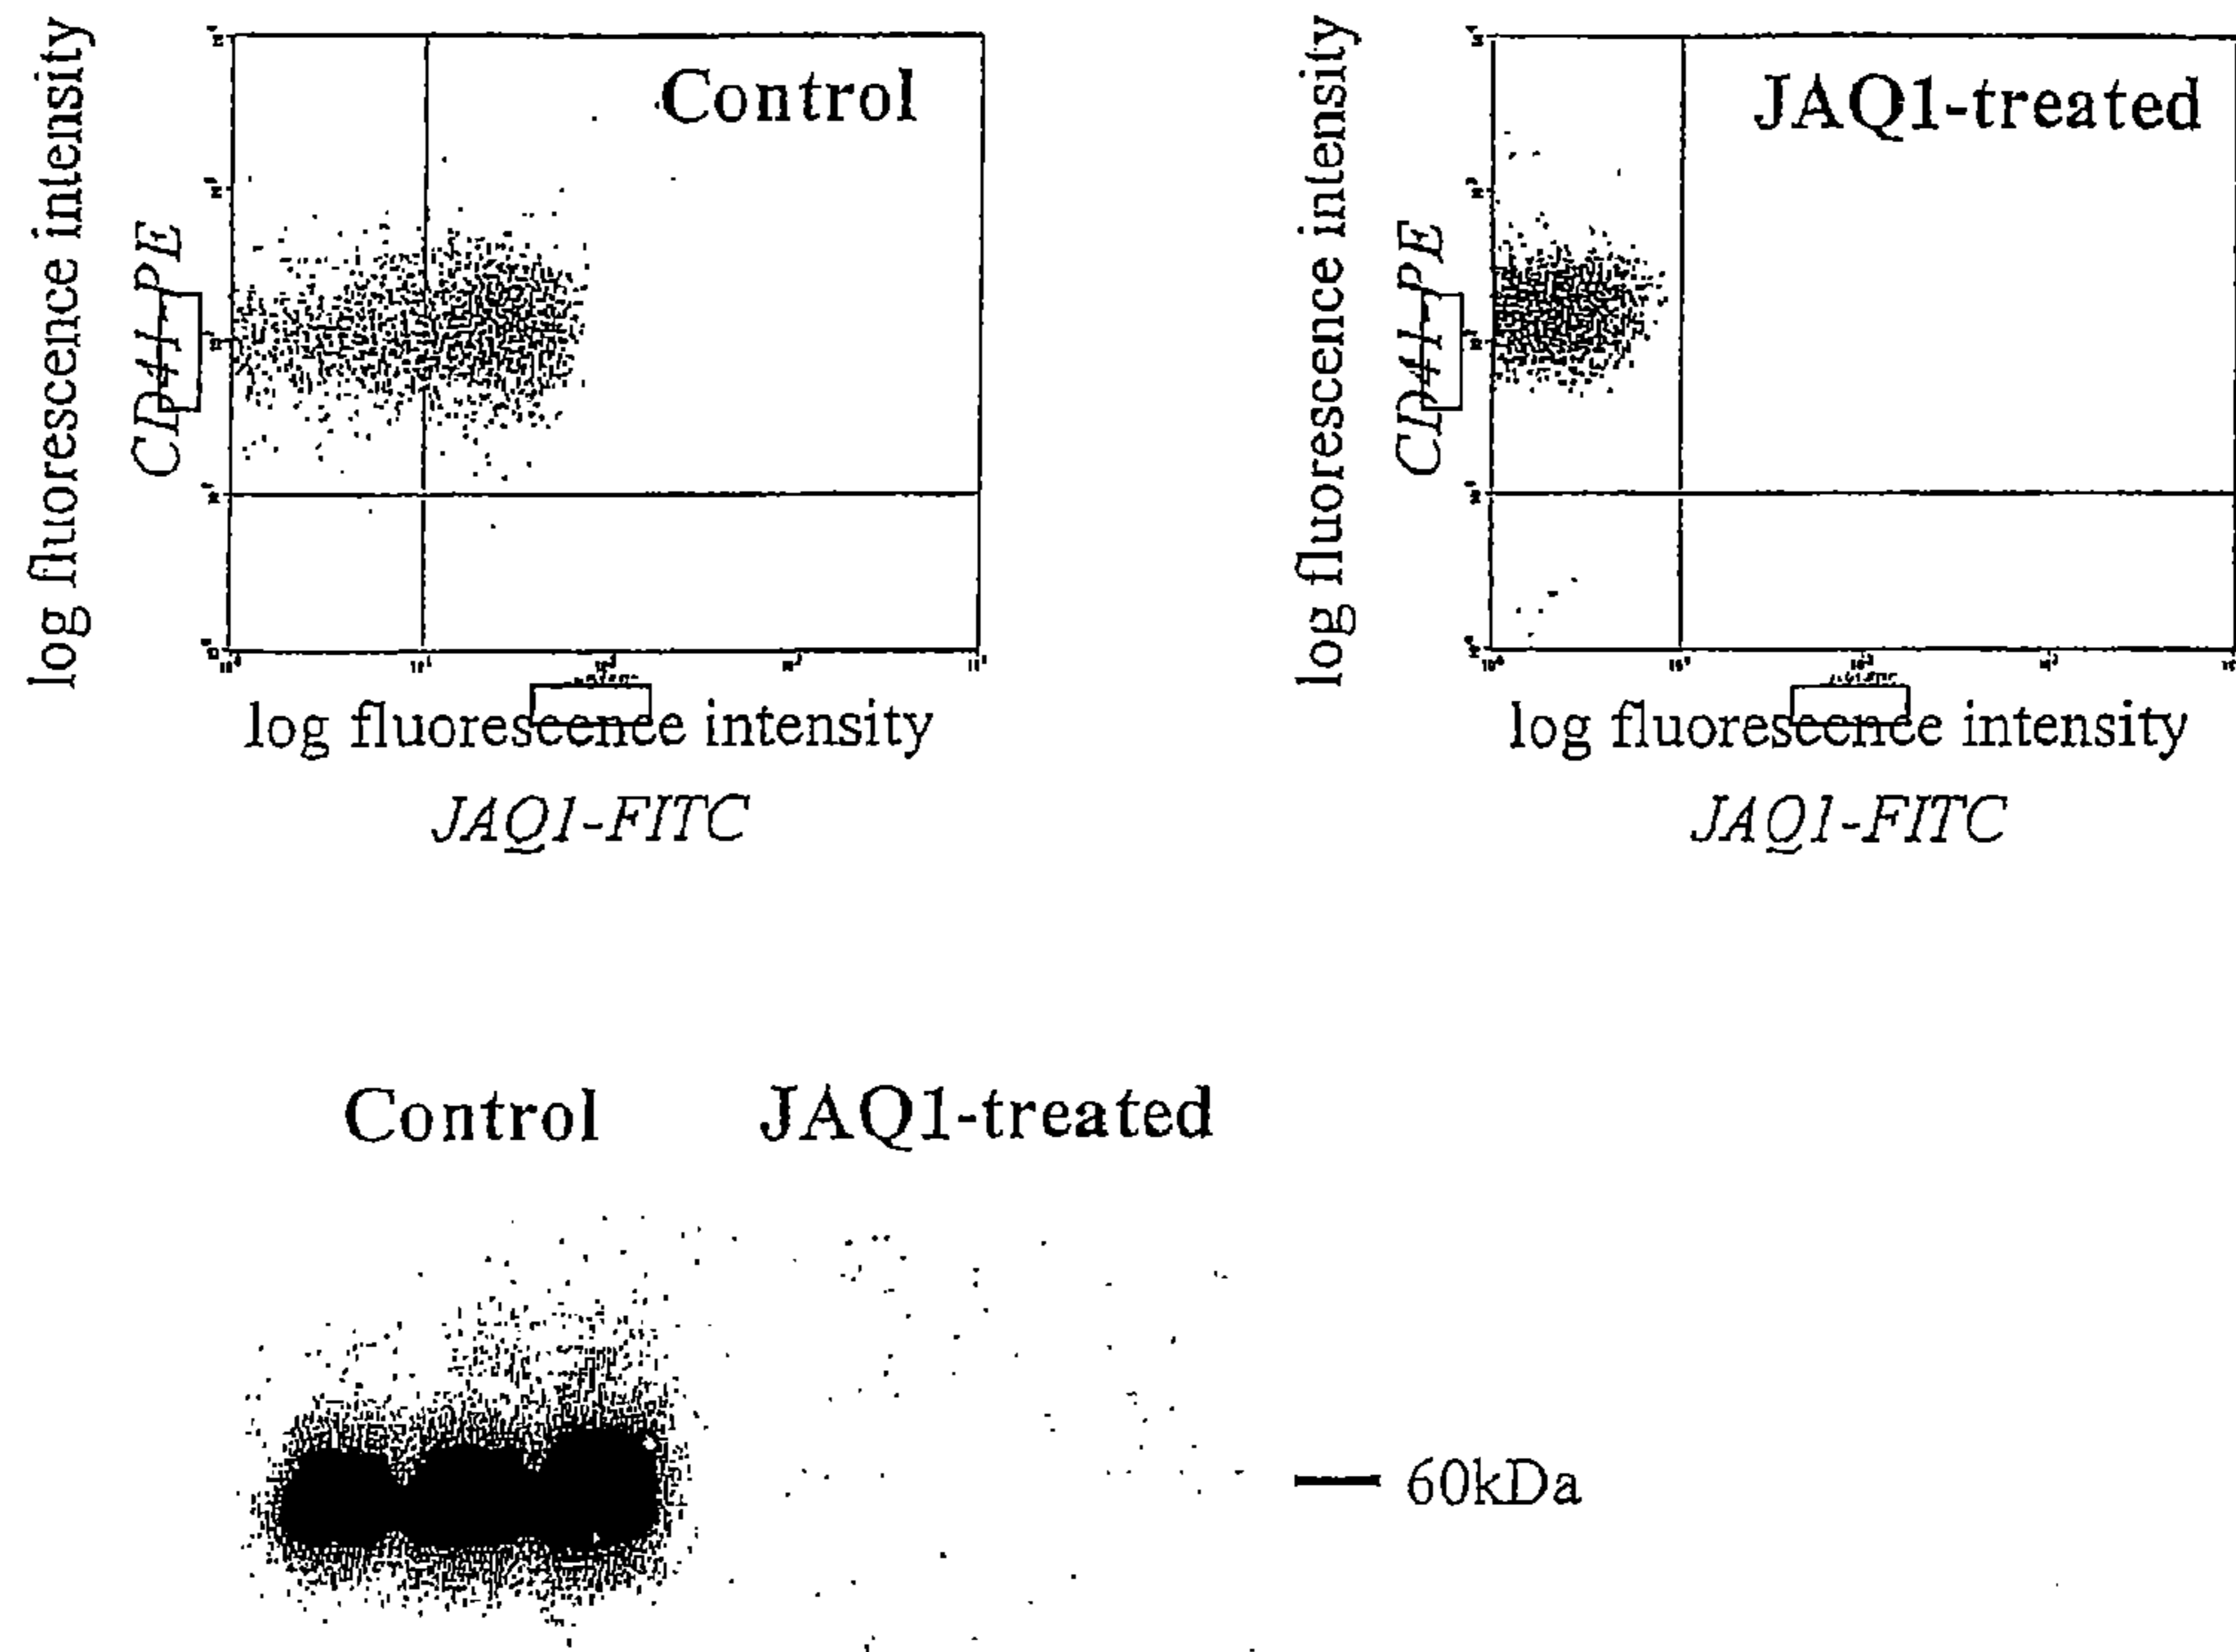 log fluorescence intensity
CD41-PE
Control
log fluorescence intensity
JAQ1-FITC
log fluorescence intensity
CD41-PE
JAQ1-treated
log fluorescence intensity
JAQ1-FITC
Control JAQ1-treated
60kDa